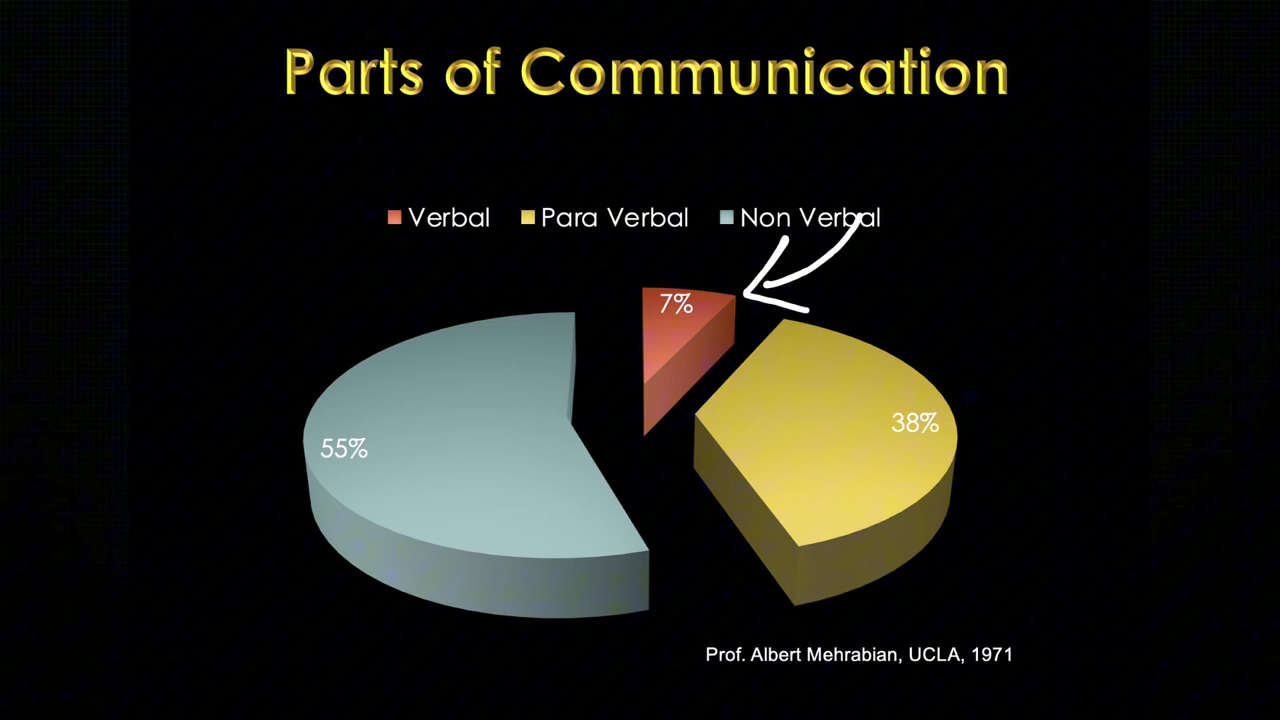 Parts of Communication
Verbal Para Verbal Non Verbal
7%
38%
55%
Prof. Albert Mehrabian, UCLA, 1971